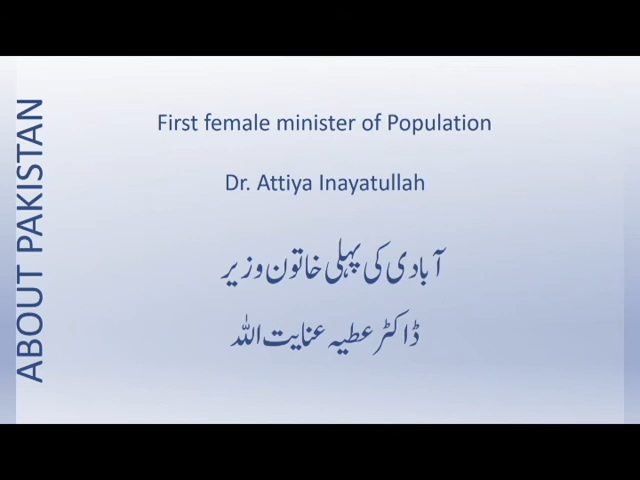 ABOUT PAKISTAN
First female minister of Population
Dr. Attiya Inayatullah
آبادی کی پہلی خاتون وزیر
ڈاکٹر عطیہ عنایت اللہ